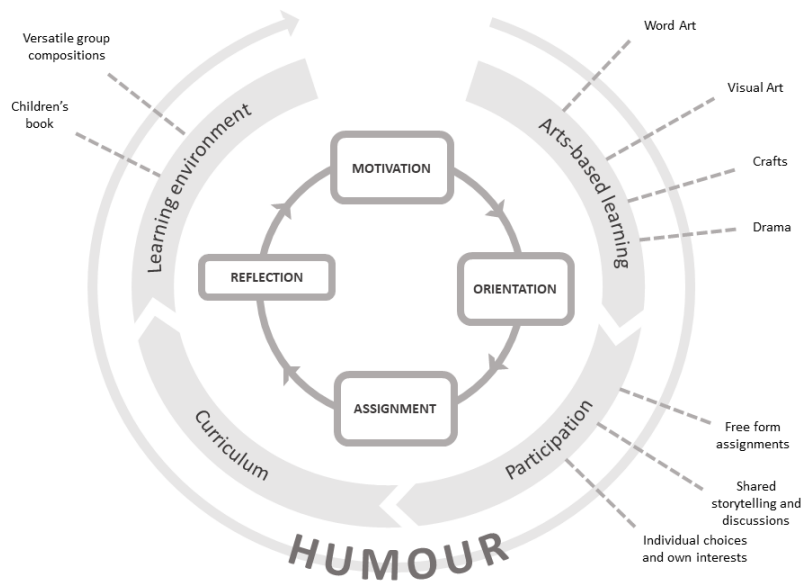 Word Art
Visual Art
Crafts
Drama
Arts-based learning
Free form
assignments
Shared
storytelling and
discussions
Individual choices
and own interests
Participation
Curriculum
Versatile group
compositions
Children's
book
Learning environment
MOTIVATION
ORIENTATION
ASSIGNMENT
REFLECTION
HUMOUR